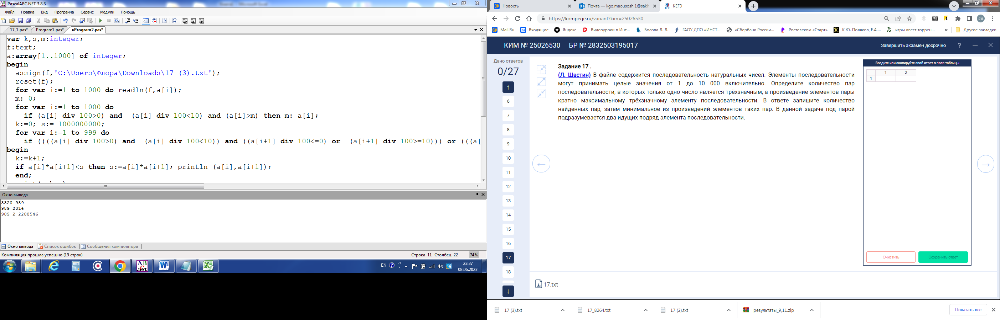 PascalABC.NET 3.8.3
Файл Правка Вид Программа Сервис Модули Помощь
17_1.pas* Program1.pas* •Program2.pas*
var k,s,m:integer;
f:text;
a:array[1..1000] of integer;
begin
assign(f,'C:\Users\Флора\Downloads\17 (3).txt');
reset(f);
for var i:=1 to 1000 do readln(f,a[i]);
m:=0;
for var i:=1 to 1000 do
if (a[i] div 100>0) and (a[i] div 100<10) and (a[i]>m) then m:=a[i];
k:=0; s:= 1000000000;
for var i:=1 to 999 do
if ((((a[i] div 100>0) and (a[i] div 100<10)) and ((a[i+1] div 100<=0) or (a[i+1] div 100>=10))) or (((a[
begin
k:=k+1;
if a[i]*a[i+1]<s then s:=a[i]*a[i+1]; println (a[i],a[i+1]);
end;
Окно вывода
3320 989
989 2314
989 2 2288546
Окно вывода Список ошибок Сообщения компилятора
Компиляция прошла успешно (19 строк) Строка 11 Столбец 22 74%
EN 23:37
08.06.2023
Новость Почта — kgo.maousosh.1@sakh КЕГЭ
https://kompege.ru/variant?kim=25026530
Mail.Ru Входящие Яндекс Видеоуроки в Инт... Босова Л. Л. ГАОУ ДПО «ИНСТ... «Сбербанк России... Ростелеком «Старт» К.Ю. Поляков, Е.А.... игры квест торрен... » Другие закладки
КИМ № 25026530 БР № 2832503195017 Завершить экзамен досрочно ?
Дано ответов
0/27
6
7
8
9
10
11
12
13
14
15
16
17
18
Задание 17 .
(Л. Шастин) В файле содержится последовательность натуральных чисел. Элементы последовательности
могут принимать целые значения от 1 до 10 000 включительно. Определите количество пар
последовательности, в которых только одно число является трёхзначным, а произведение элементов пары
кратно максимальному трёхзначному элементу последовательности. В ответе запишите количество
найденных пар, затем минимальное из произведений элементов таких пар. В данной задаче под парой
подразумевается два идущих подряд элемента последовательности.
Введите или скопируйте свой ответ в поля таблицы
1 2
1
Очистить Сохранить ответ
17.txt
17 (3).txt 17_8264.txt 17 (2).txt результаты_9,11.zip Показать все